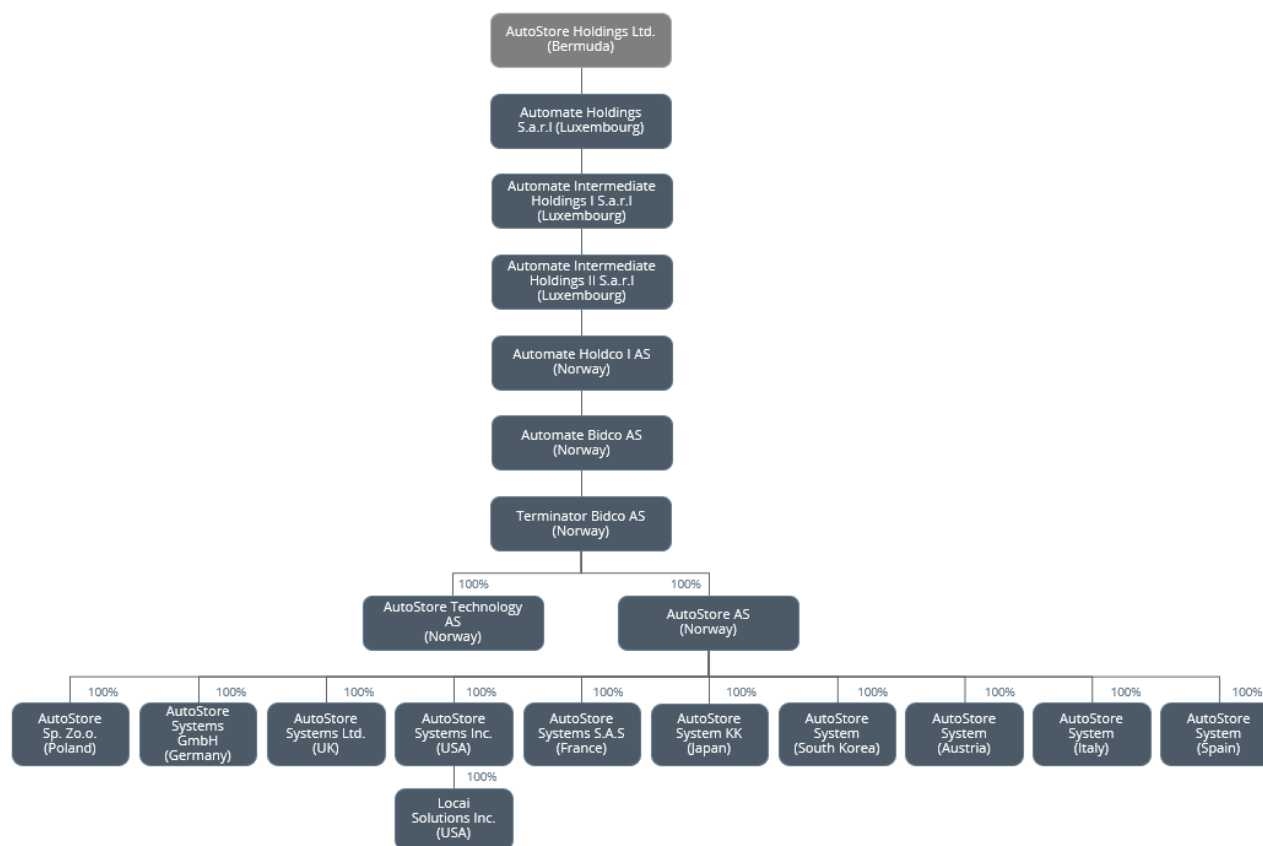 AutoStore Holdings Ltd.
(Bermuda)
Automate Holdings
S.a.r.l (Luxembourg)
Automate Intermediate
Holdings I S.a.r.l
(Luxembourg)
Automate Intermediate
Holdings II S.a.r.l
(Luxembourg)
Automate Holdco I AS
(Norway)
Automate Bidco AS
(Norway)
Terminator Bidco AS
(Norway)
100%
100%
AutoStore Technology
AS
(Norway)
AutoStore AS
(Norway)
100%
100%
100%
100%
100%
100%
100%
100%
100%
100%
AutoStore
Sp. Zo.o.
(Poland)
AutoStore
Systems
GmbH
(Germany)
AutoStore
Systems Ltd.
(UK)
AutoStore
Systems Inc.
(USA)
AutoStore
Systems S.A.S
(France)
AutoStore
System KK
(Japan)
AutoStore
System
(South Korea)
AutoStore
System
(Austria)
AutoStore
System
(Italy)
AutoStore
System
(Spain)
100%
Locai
Solutions Inc.
(USA)